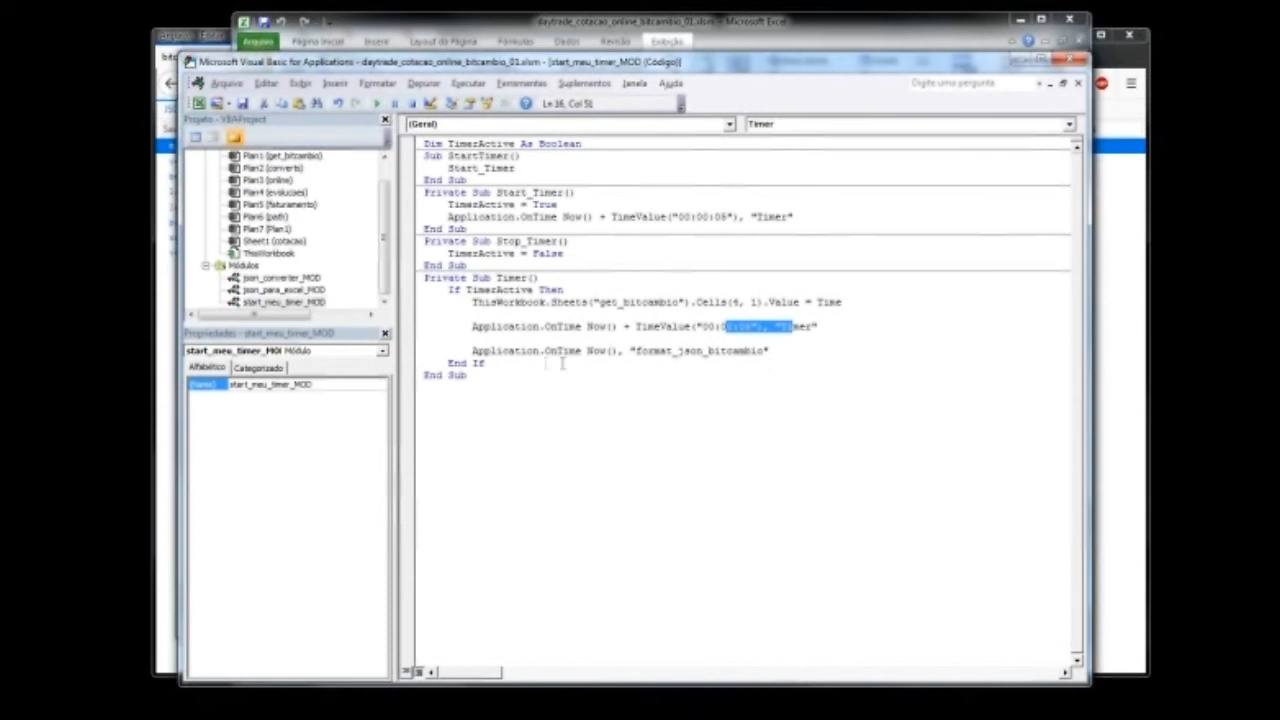 daytrade_cotacao_online_bitcambio_01.xlsm - Microsoft Excel
Arquivo Página Inicial Inserir Layout da Página Fórmulas Dados Revisão Exibição
Microsoft Visual Basic for Applications - daytrade_cotacao_online_bitcambio_01.xlsm - [start_meu_timer_MOD (Código)]
Arquivo Editar Exibir Inserir Formatar Depurar Executar Ferramentas Suplementos Janela Ajuda
Digite uma pergunta
Ln 16, Col 51
Projeto - VBAProject
(Geral)
Timer
Plan1 (get_bitcambio)
Plan2 (converts)
Plan3 (online)
Plan4 (evolucoes)
Plan5 (faturamento)
Plan6 (path)
Plan7 (Plan1)
Sheet1 (cotacao)
ThisWorkbook
Módulos
json_converter_MOD
json_para_excel_MOD
start_meu_timer_MOD
Propriedades - start_meu_timer_MOD
start_meu_timer_MOI Módulo
Alfabético Categorizado
(Name) start_meu_timer_MOD
Dim TimerActive As Boolean
Sub StartTimer()
Start_Timer
End Sub
Private Sub Start_Timer()
TimerActive = True
Application.OnTime Now() + TimeValue("00:00:05"), "Timer"
End Sub
Private Sub Stop_Timer()
TimerActive = False
End Sub
Private Sub Timer()
If TimerActive Then
ThisWorkbook.Sheets("get_bitcambio").Cells(4, 1).Value = Time
Application.OnTime Now() + TimeValue("00:00:05"), "Timer"
Application.OnTime Now(), "format_json_bitcambio"
End If
End Sub